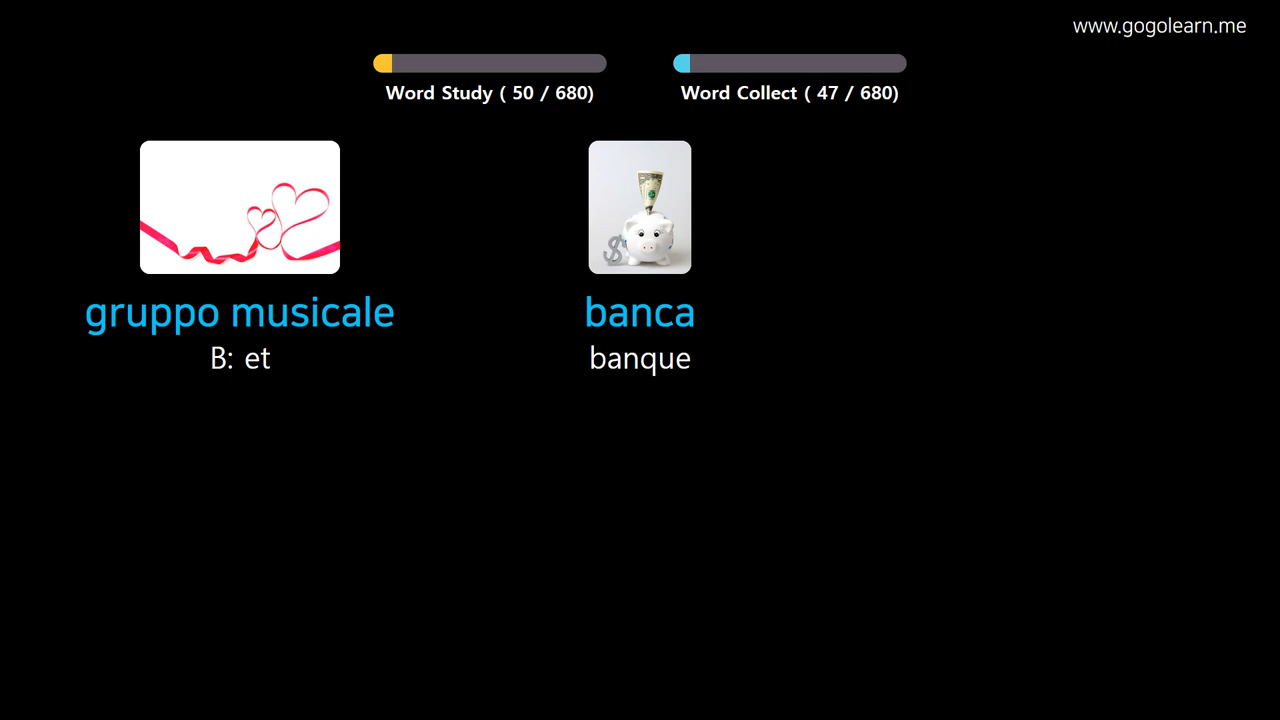 www.gogolearn.me
Word Study ( 50 / 680)
Word Collect ( 47 / 680)
gruppo musicale
B: et
banca
banque